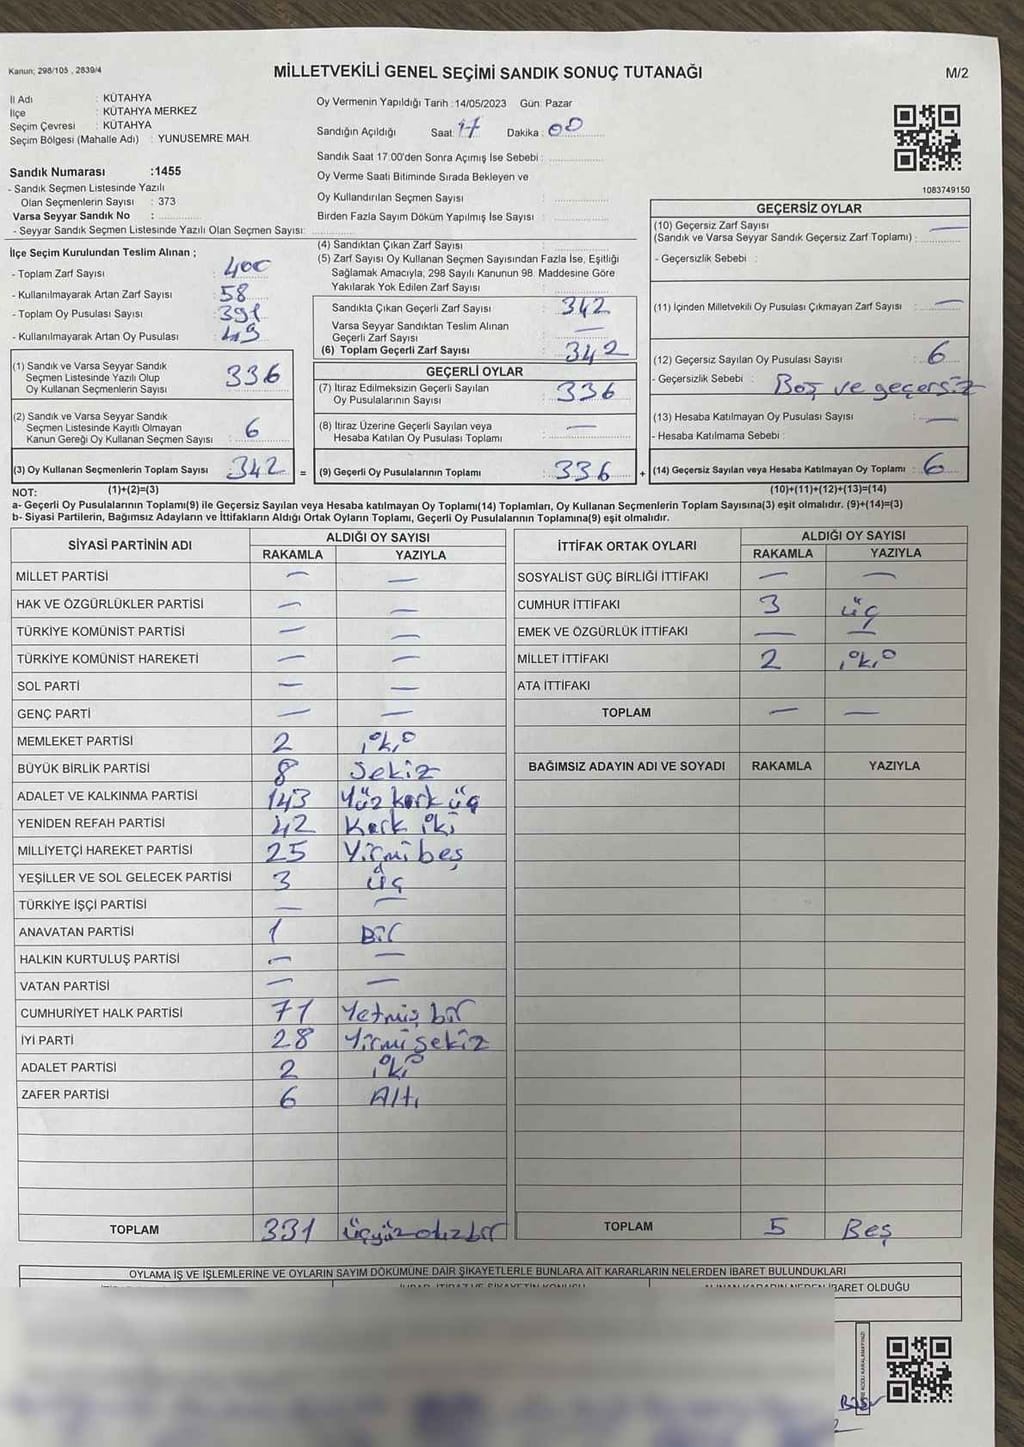 Kanun; 298/105 , 2839/4
MİLLETVEKİLİ GENEL SEÇİMİ SANDIK SONUÇ TUTANAĞI
M/2
İl Adı : KÜTAHYA
İlçe : KÜTAHYA MERKEZ
Seçim Çevresi : KÜTAHYA
Seçim Bölgesi (Mahalle Adı) : YUNUSEMRE MAH.
Sandık Numarası :1455
- Sandık Seçmen Listesinde Yazılı
Olan Seçmenlerin Sayısı : 373
Varsa Seyyar Sandık No :
- Seyyar Sandık Seçmen Listesinde Yazılı Olan Seçmen Sayısı:
Oy Vermenin Yapıldığı Tarih :14/05/2023 Gün: Pazar
Sandığın Açıldığı Saat: 17 Dakika : 00
Sandık Saat 17:00'den Sonra Açımış İse Sebebi :
Oy Verme Saati Bitiminde Sırada Bekleyen ve
Oy Kullandırılan Seçmen Sayısı :
Birden Fazla Sayım Döküm Yapılmış İse Sayısı :
1083749150
İlçe Seçim Kurulundan Teslim Alınan ;
- Toplam Zarf Sayısı : 400
- Kullanılmayarak Artan Zarf Sayısı : 58
- Toplam Oy Pusulası Sayısı : 391
- Kullanılmayarak Artan Oy Pusulası : 49
(1) Sandık ve Varsa Seyyar Sandık
Seçmen Listesinde Yazılı Olup
Oy Kullanan Seçmenlerin Sayısı : 336
(2) Sandık ve Varsa Seyyar Sandık
Seçmen Listesinde Kayıtlı Olmayan
Kanun Gereği Oy Kullanan Seçmen Sayısı : 6
(3) Oy Kullanan Seçmenlerin Toplam Sayısı : 342 =
(4) Sandıktan Çıkan Zarf Sayısı :
(5) Zarf Sayısı Oy Kullanan Seçmen Sayısından Fazla İse, Eşitliği
Sağlamak Amacıyla, 298 Sayılı Kanunun 98. Maddesine Göre
Yakılarak Yok Edilen Zarf Sayısı :
Sandıkta Çıkan Geçerli Zarf Sayısı : 342
Varsa Seyyar Sandıktan Teslim Alınan
Geçerli Zarf Sayısı : —
(6) Toplam Geçerli Zarf Sayısı : 342
GEÇERLİ OYLAR
(7) İtiraz Edilmeksizin Geçerli Sayılan
Oy Pusulalarının Sayısı : 336
(8) İtiraz Üzerine Geçerli Sayılan veya
Hesaba Katılan Oy Pusulası Toplamı : —
(9) Geçerli Oy Pusulalarının Toplamı : 336 +
GEÇERSİZ OYLAR
(10) Geçersiz Zarf Sayısı
(Sandık ve Varsa Seyyar Sandık Geçersiz Zarf Toplamı) : —
- Geçersizlik Sebebi :
(11) İçinden Milletvekili Oy Pusulası Çıkmayan Zarf Sayısı : —
(12) Geçersiz Sayılan Oy Pusulası Sayısı : 6
- Geçersizlik Sebebi : Boş ve geçersiz
(13) Hesaba Katılmayan Oy Pusulası Sayısı : —
- Hesaba Katılmama Sebebi :
(14) Geçersiz Sayılan veya Hesaba Katılmayan Oy Toplamı : 6
NOT: (1)+(2)=(3) (10)+(11)+(12)+(13)=(14)
a- Geçerli Oy Pusulalarının Toplamı(9) ile Geçersiz Sayılan veya Hesaba katılmayan Oy Toplamı(14) Toplamları, Oy Kullanan Seçmenlerin Toplam Sayısına(3) eşit olmalıdır. (9)+(14)=(3)
b- Siyasi Partilerin, Bağımsız Adayların ve İttifakların Aldığı Ortak Oyların Toplamı, Geçerli Oy Pusulalarının Toplamına(9) eşit olmalıdır.
SİYASİ PARTİNİN ADI ALDIĞI OY SAYISI
RAKAMLA YAZIYLA
MİLLET PARTİSİ — —
HAK VE ÖZGÜRLÜKLER PARTİSİ — —
TÜRKİYE KOMÜNİST PARTİSİ — —
TÜRKİYE KOMÜNİST HAREKETİ — —
SOL PARTİ — —
GENÇ PARTİ — —
MEMLEKET PARTİSİ 2 iki
BÜYÜK BİRLİK PARTİSİ 8 Sekiz
ADALET VE KALKINMA PARTİSİ 143 Yüz kırk üç
YENİDEN REFAH PARTİSİ 42 Kırk iki
MİLLİYETÇİ HAREKET PARTİSİ 25 Yirmi beş
YEŞİLLER VE SOL GELECEK PARTİSİ 3 üç
TÜRKİYE İŞÇİ PARTİSİ — —
ANAVATAN PARTİSİ 1 Bir
HALKIN KURTULUŞ PARTİSİ — —
VATAN PARTİSİ — —
CUMHURİYET HALK PARTİSİ 71 Yetmiş bir
İYİ PARTİ 28 Yirmi sekiz
ADALET PARTİSİ 2 iki
ZAFER PARTİSİ 6 Altı
TOPLAM 331 üçyüz otuz bir
İTTİFAK ORTAK OYLARI ALDIĞI OY SAYISI
RAKAMLA YAZIYLA
SOSYALİST GÜÇ BİRLİĞİ İTTİFAKI — —
CUMHUR İTTİFAKI 3 üç
EMEK VE ÖZGÜRLÜK İTTİFAKI — —
MİLLET İTTİFAKI 2 iki
ATA İTTİFAKI
TOPLAM — —
BAĞIMSIZ ADAYIN ADI VE SOYADI RAKAMLA YAZIYLA
TOPLAM 5 Beş
OYLAMA İŞ VE İŞLEMLERİNE VE OYLARIN SAYIM DÖKÜMÜNE DAİR ŞİKAYETLERLE BUNLARA AİT KARARLARIN NELERDEN İBARET BULUNDUKLARI
İHBAR, İTİRAZ VE ŞİKAYETİN KONUSU ALINAN KARARIN NEDEN İBARET OLDUĞU